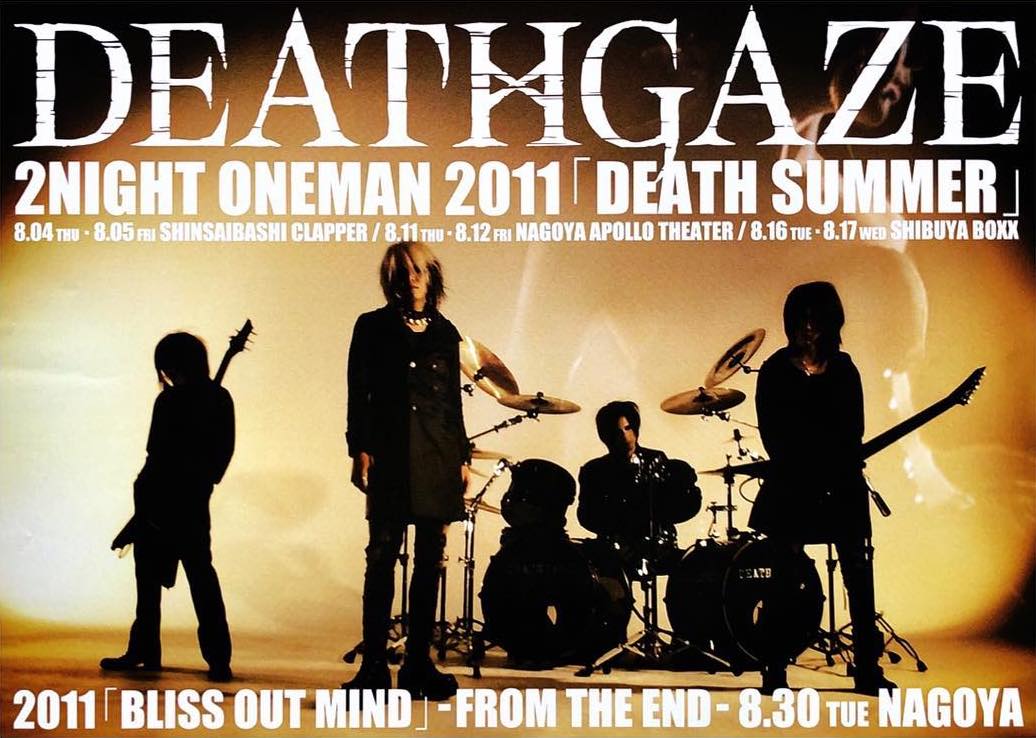 DEATHGAZE
2NIGHT ONEMAN 2011「DEATH SUMMER」
8.04 THU・8.05 FRI SHINSAIBASHI CLAPPER / 8.11 THU・8.12 FRI NAGOYA APOLLO THEATER / 8.16 TUE・8.17 WED SHIBUYA BOXX
DEATH
2011「BLISS OUT MIND」-FROM THE END- 8.30 TUE NAGOYA